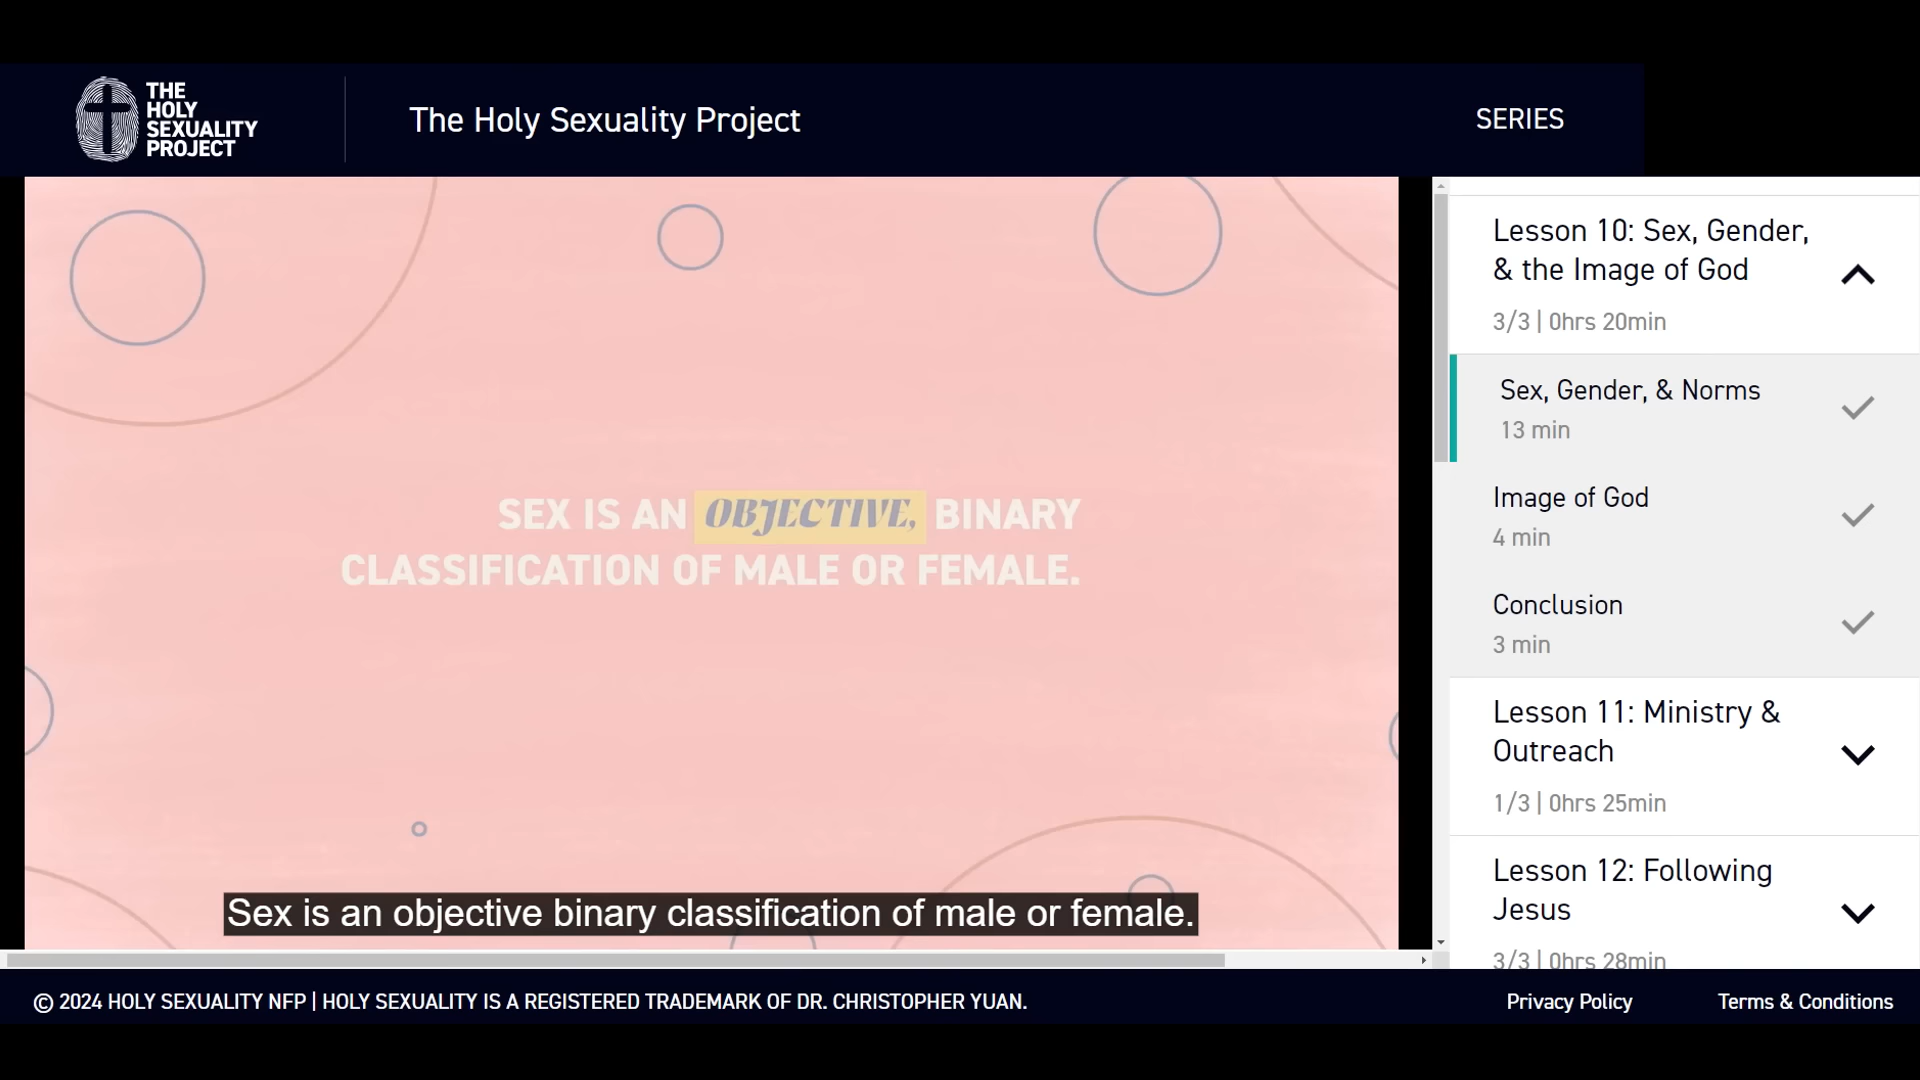 THE
HOLY
SEXUALITY
PROJECT
The Holy Sexuality Project
SERIES
SEX IS AN OBJECTIVE, BINARY
CLASSIFICATION OF MALE OR FEMALE.
Sex is an objective binary classification of male or female.
Lesson 10: Sex, Gender,
& the Image of God
3/3 | 0hrs 20min
Sex, Gender, & Norms
13 min
Image of God
4 min
Conclusion
3 min
Lesson 11: Ministry &
Outreach
1/3 | 0hrs 25min
Lesson 12: Following
Jesus
3/3 | 0hrs 28min
© 2024 HOLY SEXUALITY NFP | HOLY SEXUALITY IS A REGISTERED TRADEMARK OF DR. CHRISTOPHER YUAN.
Privacy Policy
Terms & Conditions